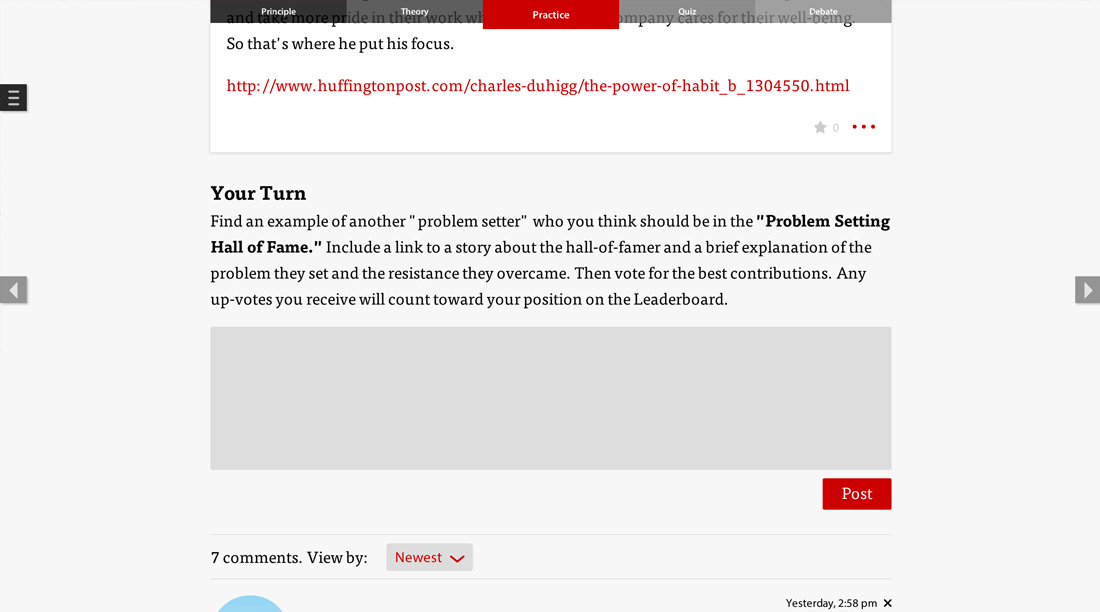 Principle
Theory
Practice
Quiz
Debate
and take more pride in their work wh ompany cares for their well-being.
So that's where he put his focus.
http://www.huffingtonpost.com/charles-duhigg/the-power-of-habit_b_1304550.html
0
Your Turn
Find an example of another "problem setter" who you think should be in the "Problem Setting
Hall of Fame." Include a link to a story about the hall-of-famer and a brief explanation of the
problem they set and the resistance they overcame. Then vote for the best contributions. Any
up-votes you receive will count toward your position on the Leaderboard.
Post
7 comments. View by:
Newest
Yesterday, 2:58 pm